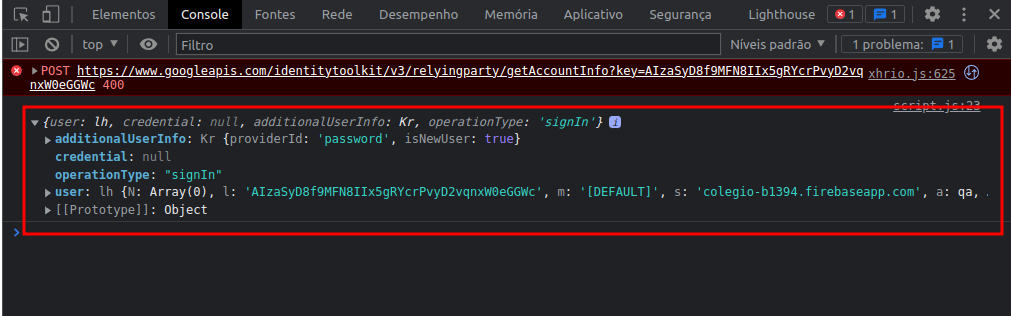 Elementos Console Fontes Rede Desempenho Memória Aplicativo Segurança Lighthouse 1 1
top Filtro Níveis padrão 1 problema: 1
POST https://www.googleapis.com/identitytoolkit/v3/relyingparty/getAccountInfo?key=AIzaSyD8f9MFN8IIx5gRYcrPvyD2vq xhrio.js:625
nxW0eGGWc 400
script.js:23
{user: lh, credential: null, additionalUserInfo: Kr, operationType: 'signIn'} i
additionalUserInfo: Kr {providerId: 'password', isNewUser: true}
credential: null
operationType: "signIn"
user: lh {N: Array(0), l: 'AIzaSyD8f9MFN8IIx5gRYcrPvyD2vqnxW0eGGWc', m: '[DEFAULT]', s: 'colegio-b1394.firebaseapp.com', a: qa, .
[[Prototype]]: Object